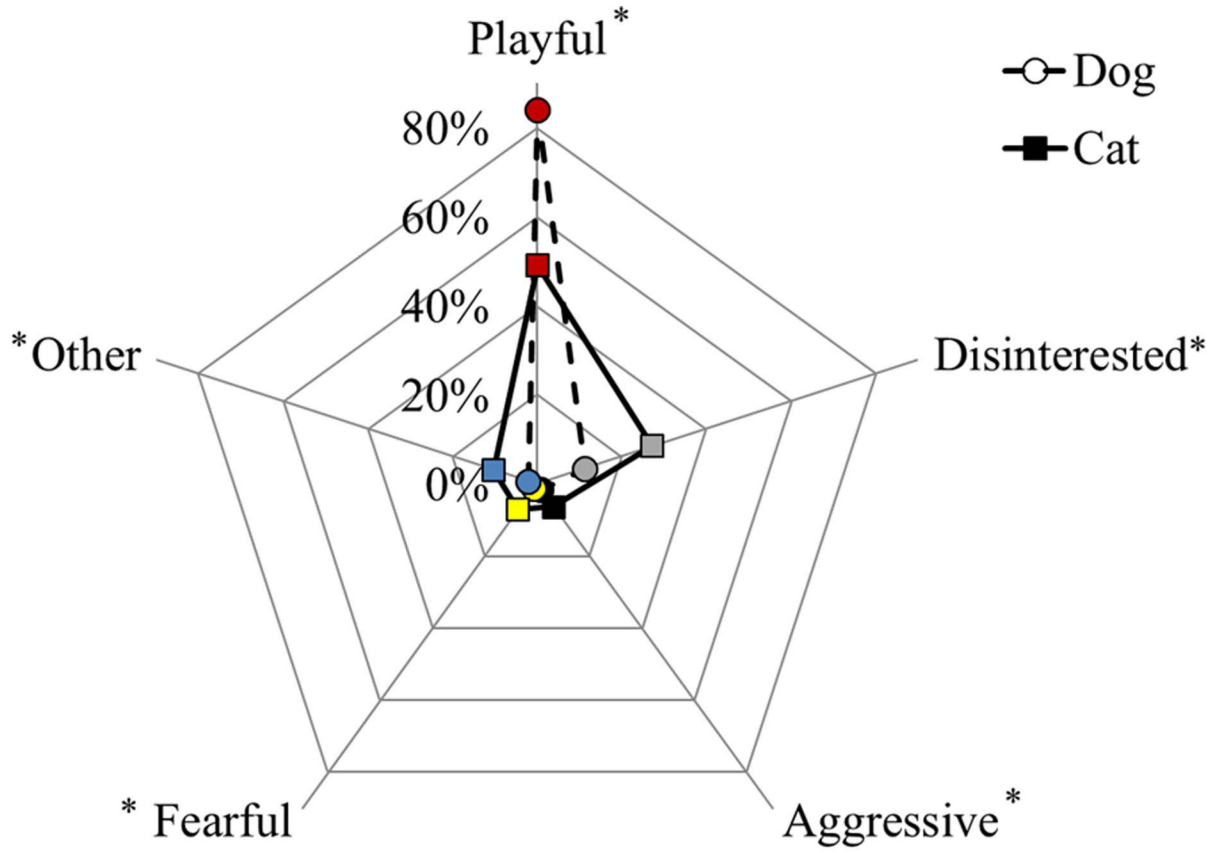 Playful*
Dog
Cat
80%
60%
40%
20%
0%
*Other
Disinterested*
* Fearful
Aggressive*